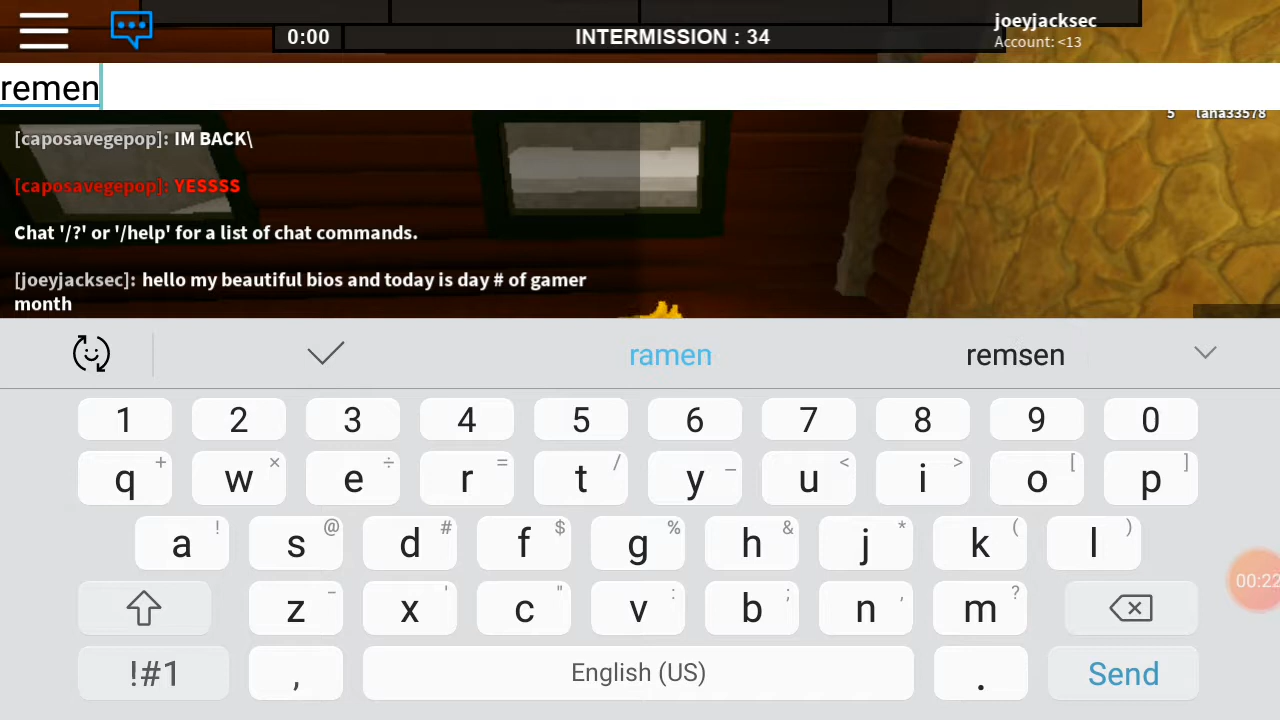 joeyjacksec
0:00
INTERMISSION : 34
Account: <13
remen
5 lana33578
[caposavegepop]: IM BACK\
[caposavegepop]: YESSSS
Chat '/?' or '/help' for a list of chat commands.
[joeyjacksec]: hello my beautiful bios and today is day # of gamer
month
ramen
remsen
1 2 3 4 5 6 7 8 9 0
q + w × e ÷ r = t / y _ u < i > o [ p ]
a ! s @ d # f $ g % h & j * k ( l )
z - x ' c " v : b ; n , m ?
!#1 , English (US) . Send
00:22